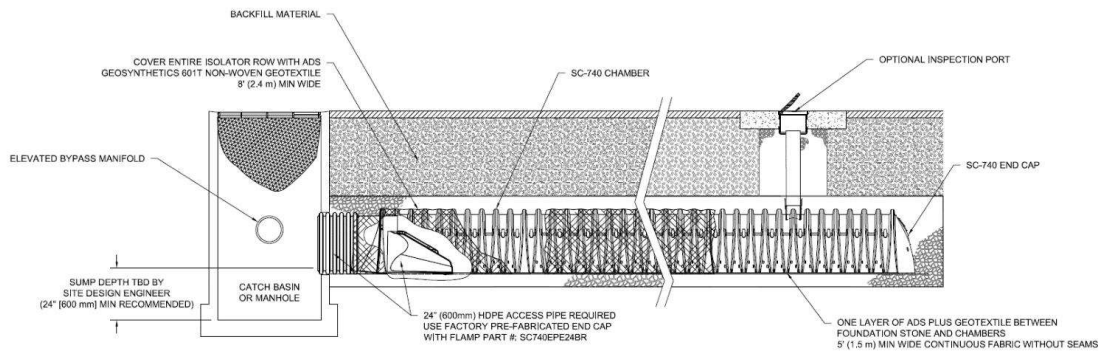 BACKFILL MATERIAL
COVER ENTIRE ISOLATOR ROW WITH ADS
GEOSYNTHETICS 601T NON-WOVEN GEOTEXTILE
8' (2.4 m) MIN WIDE
SC-740 CHAMBER
OPTIONAL INSPECTION PORT
ELEVATED BYPASS MANIFOLD
SC-740 END CAP
SUMP DEPTH TBD BY
SITE DESIGN ENGINEER
(24" [600 mm] MIN RECOMMENDED)
CATCH BASIN
OR MANHOLE
24" (600mm) HDPE ACCESS PIPE REQUIRED
USE FACTORY PRE-FABRICATED END CAP
WITH FLAMP PART #: SC740EPE24BR
ONE LAYER OF ADS PLUS GEOTEXTILE BETWEEN
FOUNDATION STONE AND CHAMBERS
5' (1.5 m) MIN WIDE CONTINUOUS FABRIC WITHOUT SEAMS